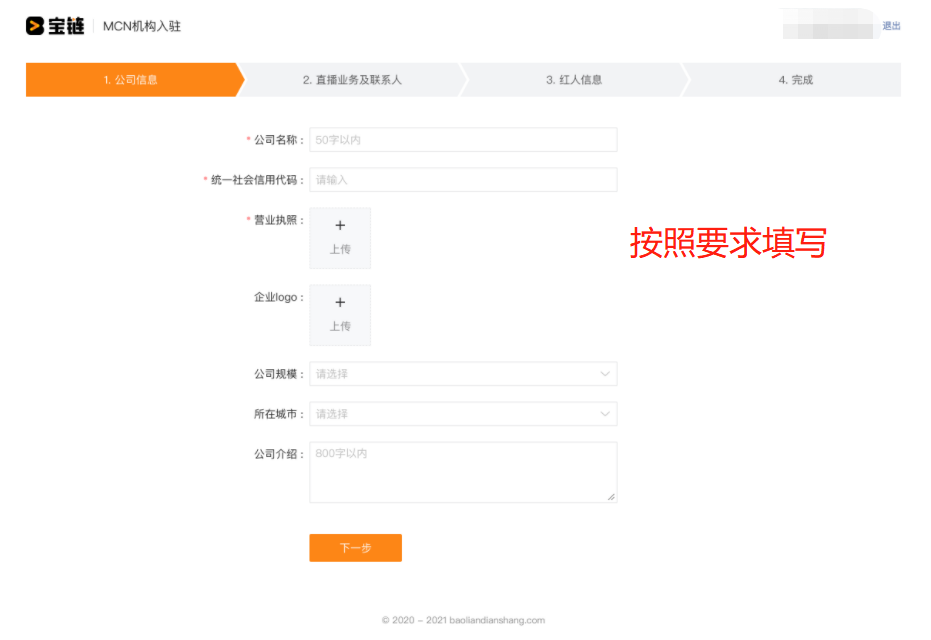 宝链 MCN机构入驻 退出
1. 公司信息 2. 直播业务及联系人 3. 红人信息 4. 完成
* 公司名称： 50字以内
* 统一社会信用代码： 请输入
* 营业执照： +
上传
按照要求填写
企业logo： +
上传
公司规模： 请选择
所在城市： 请选择
公司介绍： 800字以内
下一步
© 2020 – 2021 baoliandianshang.com